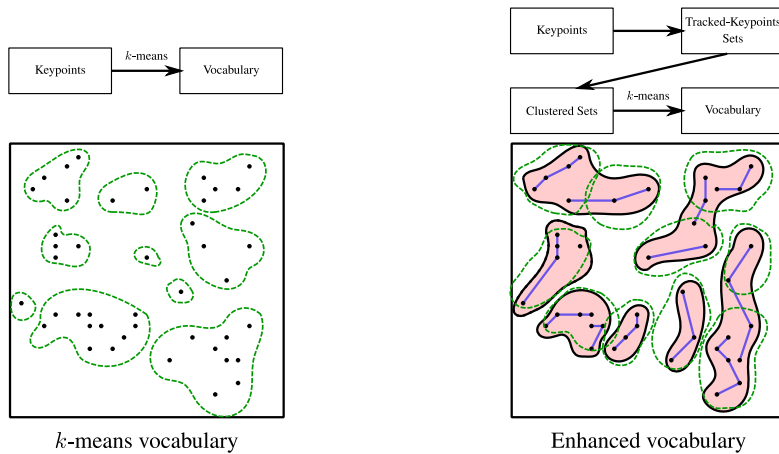 k-means
Keypoints
Vocabulary
k-means vocabulary
Keypoints
Tracked-Keypoints
Sets
Clustered Sets
k-means
Vocabulary
Enhanced vocabulary